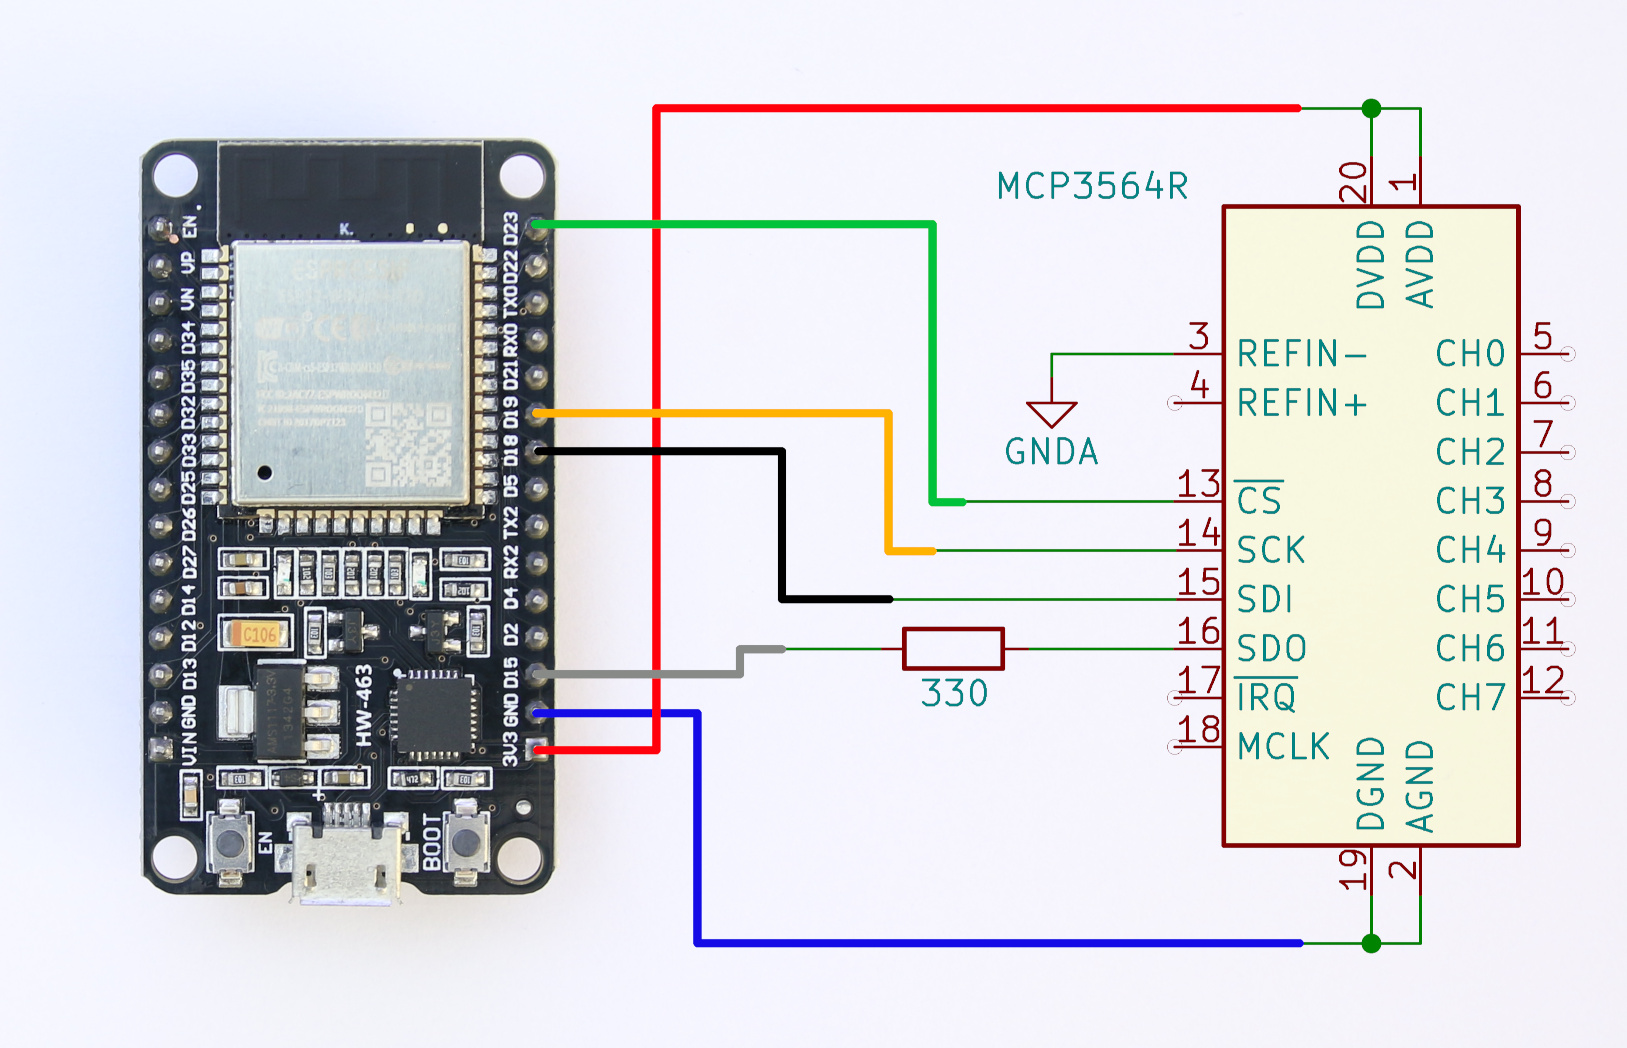 EN
VP
VN
D34
D35
D32
D33
D25
D26
D27
D14
D12
D13
GND
VIN
K.
C106
HW-463
EN
BOOT
D23
D22
TX0
RX0
D21
D19
D18
D5
TX2
RX2
D4
D2
D15
GND
3V3
MCP3564R
GNDA
330
20
1
DVDD
AVDD
3 REFIN-
4 REFIN+
13 CS
14 SCK
15 SDI
16 SDO
17 IRQ
18 MCLK
CH0 5
CH1 6
CH2 7
CH3 8
CH4 9
CH5 10
CH6 11
CH7 12
DGND
AGND
19
2